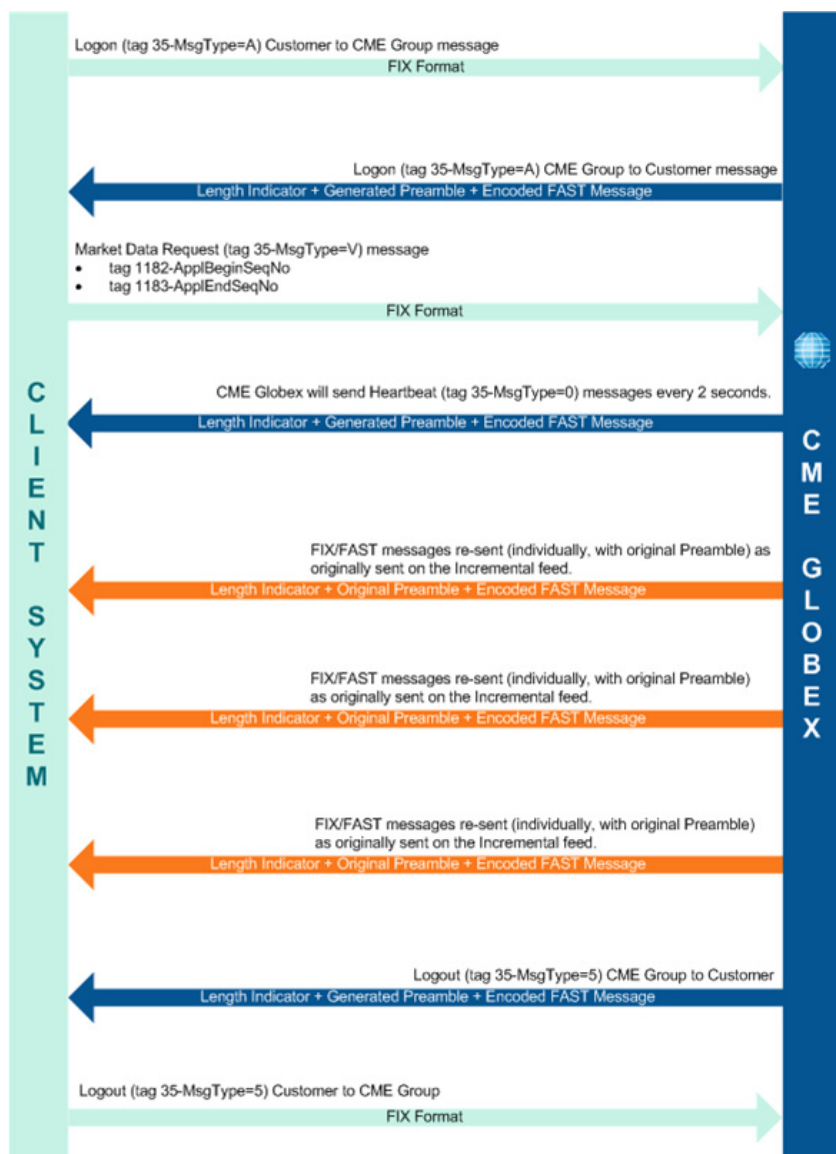 Logon (tag 35-MsgType=A) Customer to CME Group message
FIX Format
Logon (tag 35-MsgType=A) CME Group to Customer message
Length Indicator + Generated Preamble + Encoded FAST Message
Market Data Request (tag 35-MsgType=V) message
• tag 1182-ApplBeginSeqNo
• tag 1183-ApplEndSeqNo
FIX Format
CME Globex will send Heartbeat (tag 35-MsgType=0) messages every 2 seconds.
Length Indicator + Generated Preamble + Encoded FAST Message
CLIENT SYSTEM
CME GLOBEX
FIX/FAST messages re-sent (individually, with original Preamble) as
originally sent on the Incremental feed.
Length Indicator + Original Preamble + Encoded FAST Message
FIX/FAST messages re-sent (individually, with original Preamble)
as originally sent on the Incremental feed.
Length Indicator + Original Preamble + Encoded FAST Message
FIX/FAST messages re-sent (individually, with original Preamble)
as originally sent on the Incremental feed.
Length Indicator + Original Preamble + Encoded FAST Message
Logout (tag 35-MsgType=5) CME Group to Customer
Length Indicator + Generated Preamble + Encoded FAST Message
Logout (tag 35-MsgType=5) Customer to CME Group
FIX Format